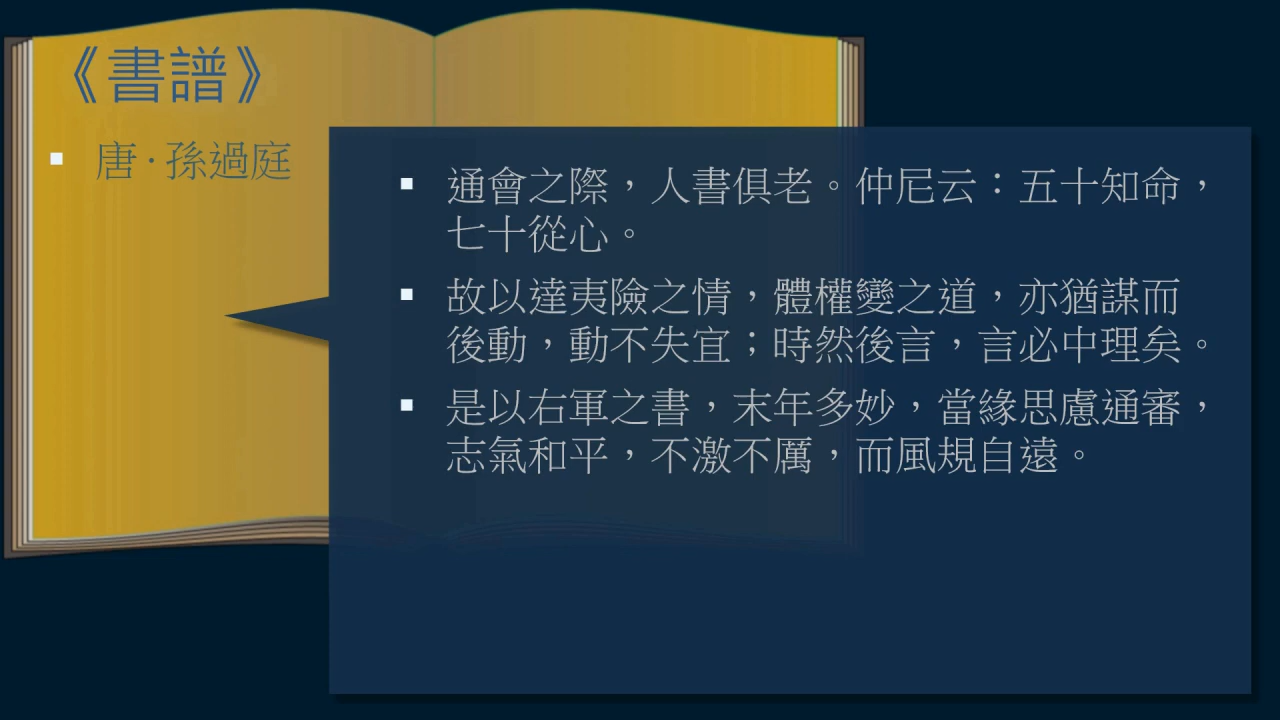 《書譜》
唐·孫過庭
通會之際，人書俱老。仲尼云：五十知命，
七十從心。
故以達夷險之情，體權變之道，亦猶謀而
後動，動不失宜；時然後言，言必中理矣。
是以右軍之書，末年多妙，當緣思慮通審，
志氣和平，不激不厲，而風規自遠。